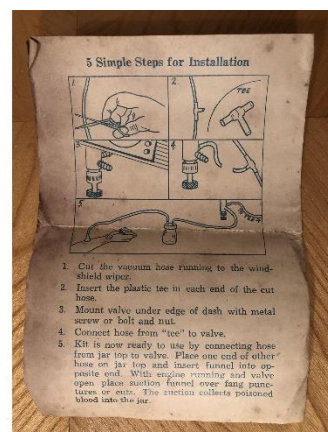 5 Simple Steps for Installation
1. 2.
TEE
3. 4.
5.
1. Cut the vacuum hose running to the wind-
shield wiper.
2. Insert the plastic tee in each end of the cut
hose.
3. Mount valve under edge of dash with metal
screw or bolt and nut.
4. Connect hose from "tee" to valve.
5. Kit is now ready to use by connecting hose
from jar top to valve. Place one end of other
hose on jar top and insert funnel into op-
posite end. With engine running and valve
open place suction funnel over fang punc-
tures or cuts. The suction collects poisoned
blood into the jar.